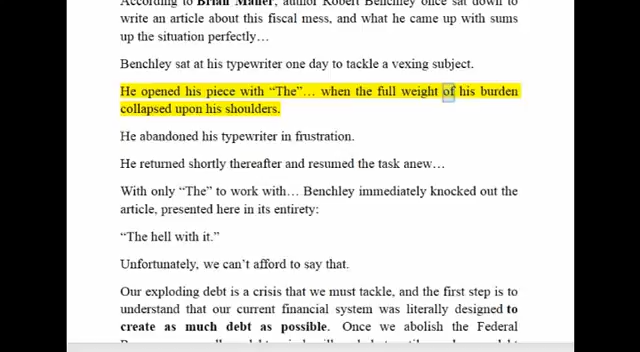 According to Brian Maher, author Robert Benchley once sat down to
write an article about this fiscal mess, and what he came up with sums
up the situation perfectly…
Benchley sat at his typewriter one day to tackle a vexing subject.
He opened his piece with “The”… when the full weight of his burden
collapsed upon his shoulders.
He abandoned his typewriter in frustration.
He returned shortly thereafter and resumed the task anew…
With only “The” to work with… Benchley immediately knocked out the
article, presented here in its entirety:
“The hell with it.”
Unfortunately, we can’t afford to say that.
Our exploding debt is a crisis that we must tackle, and the first step is to
understand that our current financial system was literally designed to
create as much debt as possible. Once we abolish the Federal